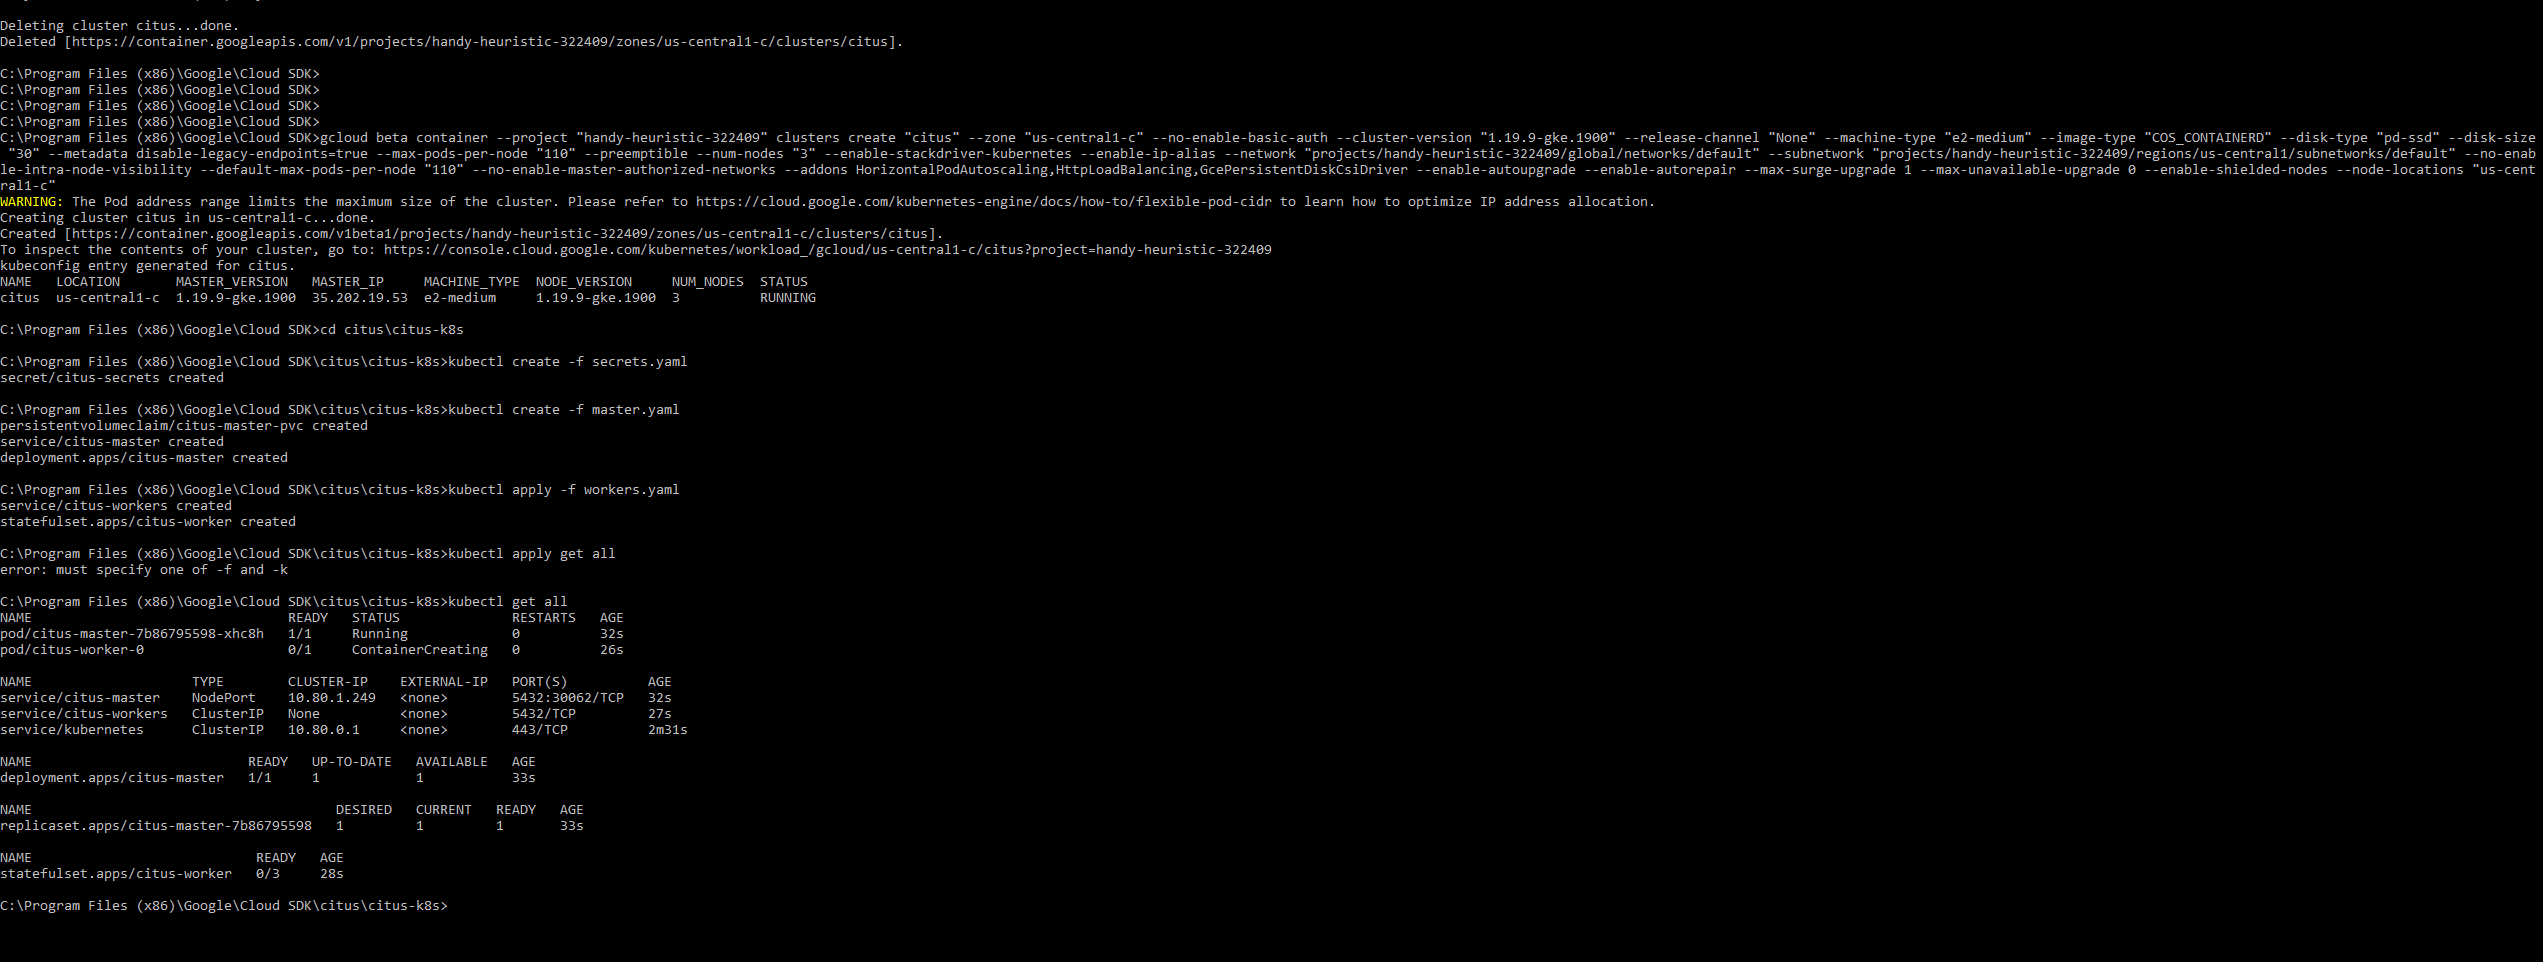 Deleting cluster citus...done.
Deleted [https://container.googleapis.com/v1/projects/handy-heuristic-322409/zones/us-central1-c/clusters/citus].
C:\Program Files (x86)\Google\Cloud SDK>
C:\Program Files (x86)\Google\Cloud SDK>
C:\Program Files (x86)\Google\Cloud SDK>
C:\Program Files (x86)\Google\Cloud SDK>
C:\Program Files (x86)\Google\Cloud SDK>gcloud beta container --project "handy-heuristic-322409" clusters create "citus" --zone "us-central1-c" --no-enable-basic-auth --cluster-version "1.19.9-gke.1900" --release-channel "None" --machine-type "e2-medium" --image-type "COS_CONTAINERD" --disk-type "pd-ssd" --disk-size
 "30" --metadata disable-legacy-endpoints=true --max-pods-per-node "110" --preemptible --num-nodes "3" --enable-stackdriver-kubernetes --enable-ip-alias --network "projects/handy-heuristic-322409/global/networks/default" --subnetwork "projects/handy-heuristic-322409/regions/us-central1/subnetworks/default" --no-enab
le-intra-node-visibility --default-max-pods-per-node "110" --no-enable-master-authorized-networks --addons HorizontalPodAutoscaling,HttpLoadBalancing,GcePersistentDiskCsiDriver --enable-autoupgrade --enable-autorepair --max-surge-upgrade 1 --max-unavailable-upgrade 0 --enable-shielded-nodes --node-locations "us-cent
ral1-c"
WARNING: The Pod address range limits the maximum size of the cluster. Please refer to https://cloud.google.com/kubernetes-engine/docs/how-to/flexible-pod-cidr to learn how to optimize IP address allocation.
Creating cluster citus in us-central1-c...done.
Created [https://container.googleapis.com/v1beta1/projects/handy-heuristic-322409/zones/us-central1-c/clusters/citus].
To inspect the contents of your cluster, go to: https://console.cloud.google.com/kubernetes/workload_/gcloud/us-central1-c/citus?project=handy-heuristic-322409
kubeconfig entry generated for citus.
NAME   LOCATION       MASTER_VERSION   MASTER_IP     MACHINE_TYPE  NODE_VERSION     NUM_NODES  STATUS
citus  us-central1-c  1.19.9-gke.1900  35.202.19.53  e2-medium     1.19.9-gke.1900  3          RUNNING
C:\Program Files (x86)\Google\Cloud SDK>cd citus\citus-k8s
C:\Program Files (x86)\Google\Cloud SDK\citus\citus-k8s>kubectl create -f secrets.yaml
secret/citus-secrets created
C:\Program Files (x86)\Google\Cloud SDK\citus\citus-k8s>kubectl create -f master.yaml
persistentvolumeclaim/citus-master-pvc created
service/citus-master created
deployment.apps/citus-master created
C:\Program Files (x86)\Google\Cloud SDK\citus\citus-k8s>kubectl apply -f workers.yaml
service/citus-workers created
statefulset.apps/citus-worker created
C:\Program Files (x86)\Google\Cloud SDK\citus\citus-k8s>kubectl apply get all
error: must specify one of -f and -k
C:\Program Files (x86)\Google\Cloud SDK\citus\citus-k8s>kubectl get all
NAME                                READY   STATUS              RESTARTS   AGE
pod/citus-master-7b86795598-xhc8h   1/1     Running             0          32s
pod/citus-worker-0                  0/1     ContainerCreating   0          26s
NAME                    TYPE        CLUSTER-IP    EXTERNAL-IP   PORT(S)          AGE
service/citus-master    NodePort    10.80.1.249   <none>        5432:30062/TCP   32s
service/citus-workers   ClusterIP   None          <none>        5432/TCP         27s
service/kubernetes      ClusterIP   10.80.0.1     <none>        443/TCP          2m31s
NAME                           READY   UP-TO-DATE   AVAILABLE   AGE
deployment.apps/citus-master   1/1     1            1           33s
NAME                                      DESIRED   CURRENT   READY   AGE
replicaset.apps/citus-master-7b86795598   1         1         1       33s
NAME                            READY   AGE
statefulset.apps/citus-worker   0/3     28s
C:\Program Files (x86)\Google\Cloud SDK\citus\citus-k8s>